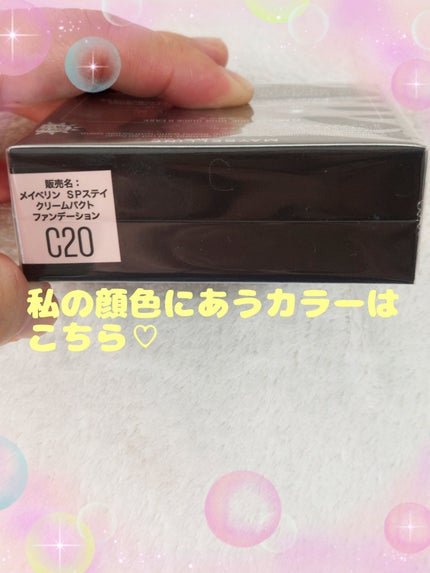 MAYBELLINE
販売名：
メイベリン SPステイ
クリームパクト
ファンデーション
C20
私の顔色にあうカラーは
こちら♡